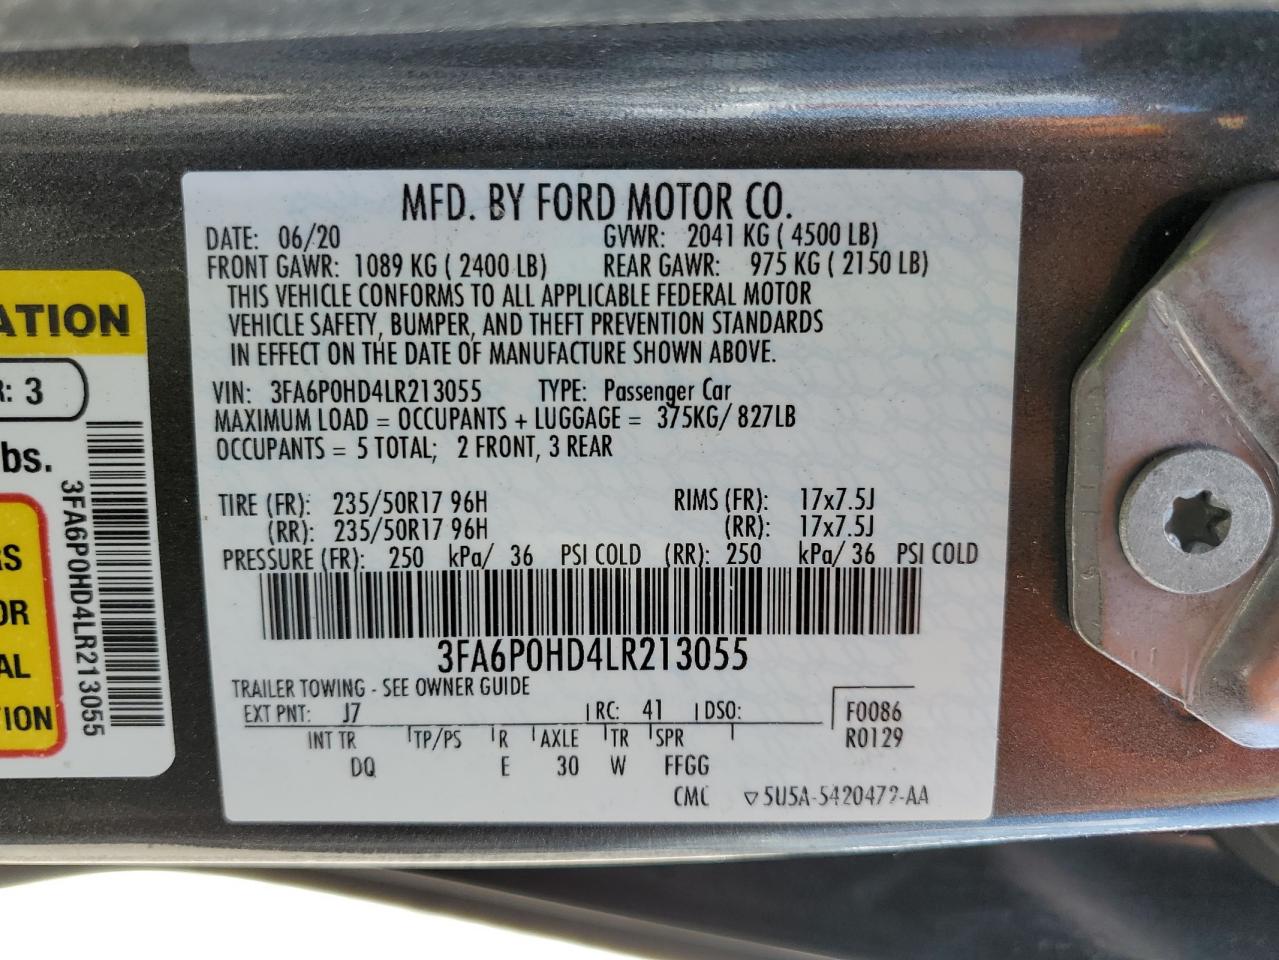 MFD. BY FORD MOTOR CO.
DATE: 06/20 GVWR: 2041 KG ( 4500 LB)
FRONT GAWR: 1089 KG ( 2400 LB) REAR GAWR: 975 KG ( 2150 LB)
THIS VEHICLE CONFORMS TO ALL APPLICABLE FEDERAL MOTOR
VEHICLE SAFETY, BUMPER, AND THEFT PREVENTION STANDARDS
IN EFFECT ON THE DATE OF MANUFACTURE SHOWN ABOVE.
VIN: 3FA6P0HD4LR213055 TYPE: Passenger Car
MAXIMUM LOAD = OCCUPANTS + LUGGAGE = 375KG/ 827LB
OCCUPANTS = 5 TOTAL; 2 FRONT, 3 REAR
TIRE (FR): 235/50R17 96H RIMS (FR): 17x7.5J
(RR): 235/50R17 96H (RR): 17x7.5J
PRESSURE (FR): 250 kPa/ 36 PSI COLD (RR): 250 kPa/ 36 PSI COLD
3FA6P0HD4LR213055
TRAILER TOWING - SEE OWNER GUIDE
EXT PNT: J7 RC: 41 DSO: F0086
INT TR TP/PS R AXLE TR SPR R0129
DQ E 30 W FFGG
CMC ▽5U5A-5420472-AA
ATION
R: 3
bs.
3FA6P0HD4LR213055
RS
OR
AL
TION